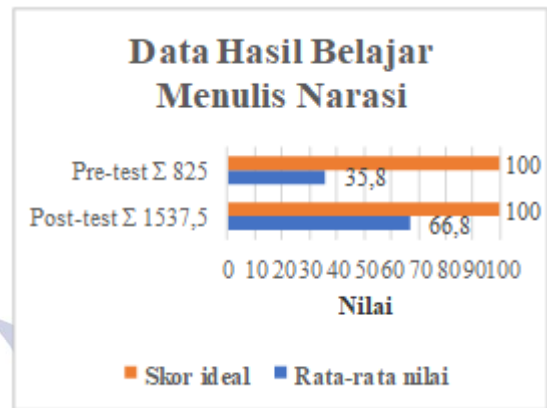 Data Hasil Belajar
Menulis Narasi
Pre-test Σ 825
100
35,8
Post-test Σ 1537,5
100
66,8
0 10 20 30 40 50 60 70 80 90 100
Nilai
Skor ideal Rata-rata nilai